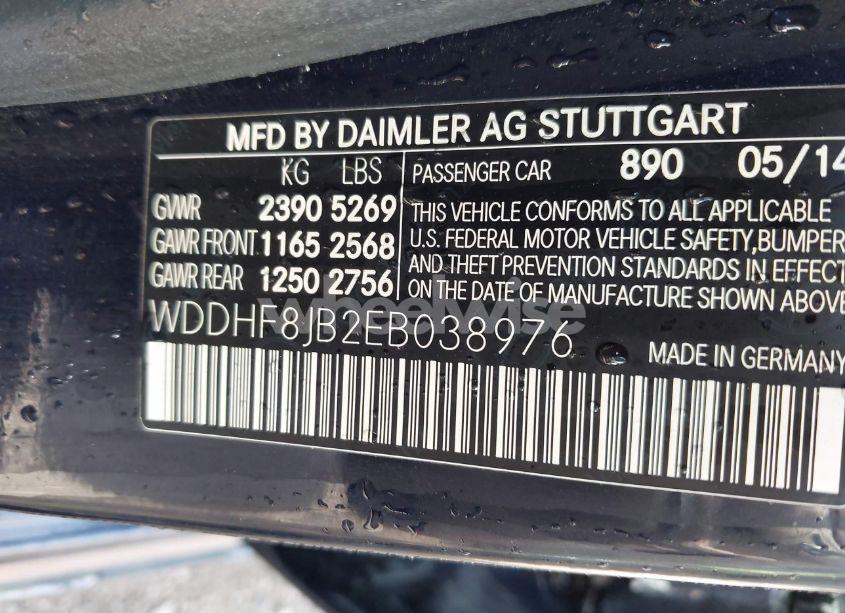 MFD BY DAIMLER AG STUTTGART
KG LBS
GVWR 2390 5269
GAWR FRONT 1165 2568
GAWR REAR 1250 2756
PASSENGER CAR 890 05/14
THIS VEHICLE CONFORMS TO ALL APPLICABLE
U.S. FEDERAL MOTOR VEHICLE SAFETY,BUMPER
AND THEFT PREVENTION STANDARDS IN EFFECT
ON THE DATE OF MANUFACTURE SHOWN ABOVE
WDDHF8JB2EB038976
wheelwise
MADE IN GERMANY